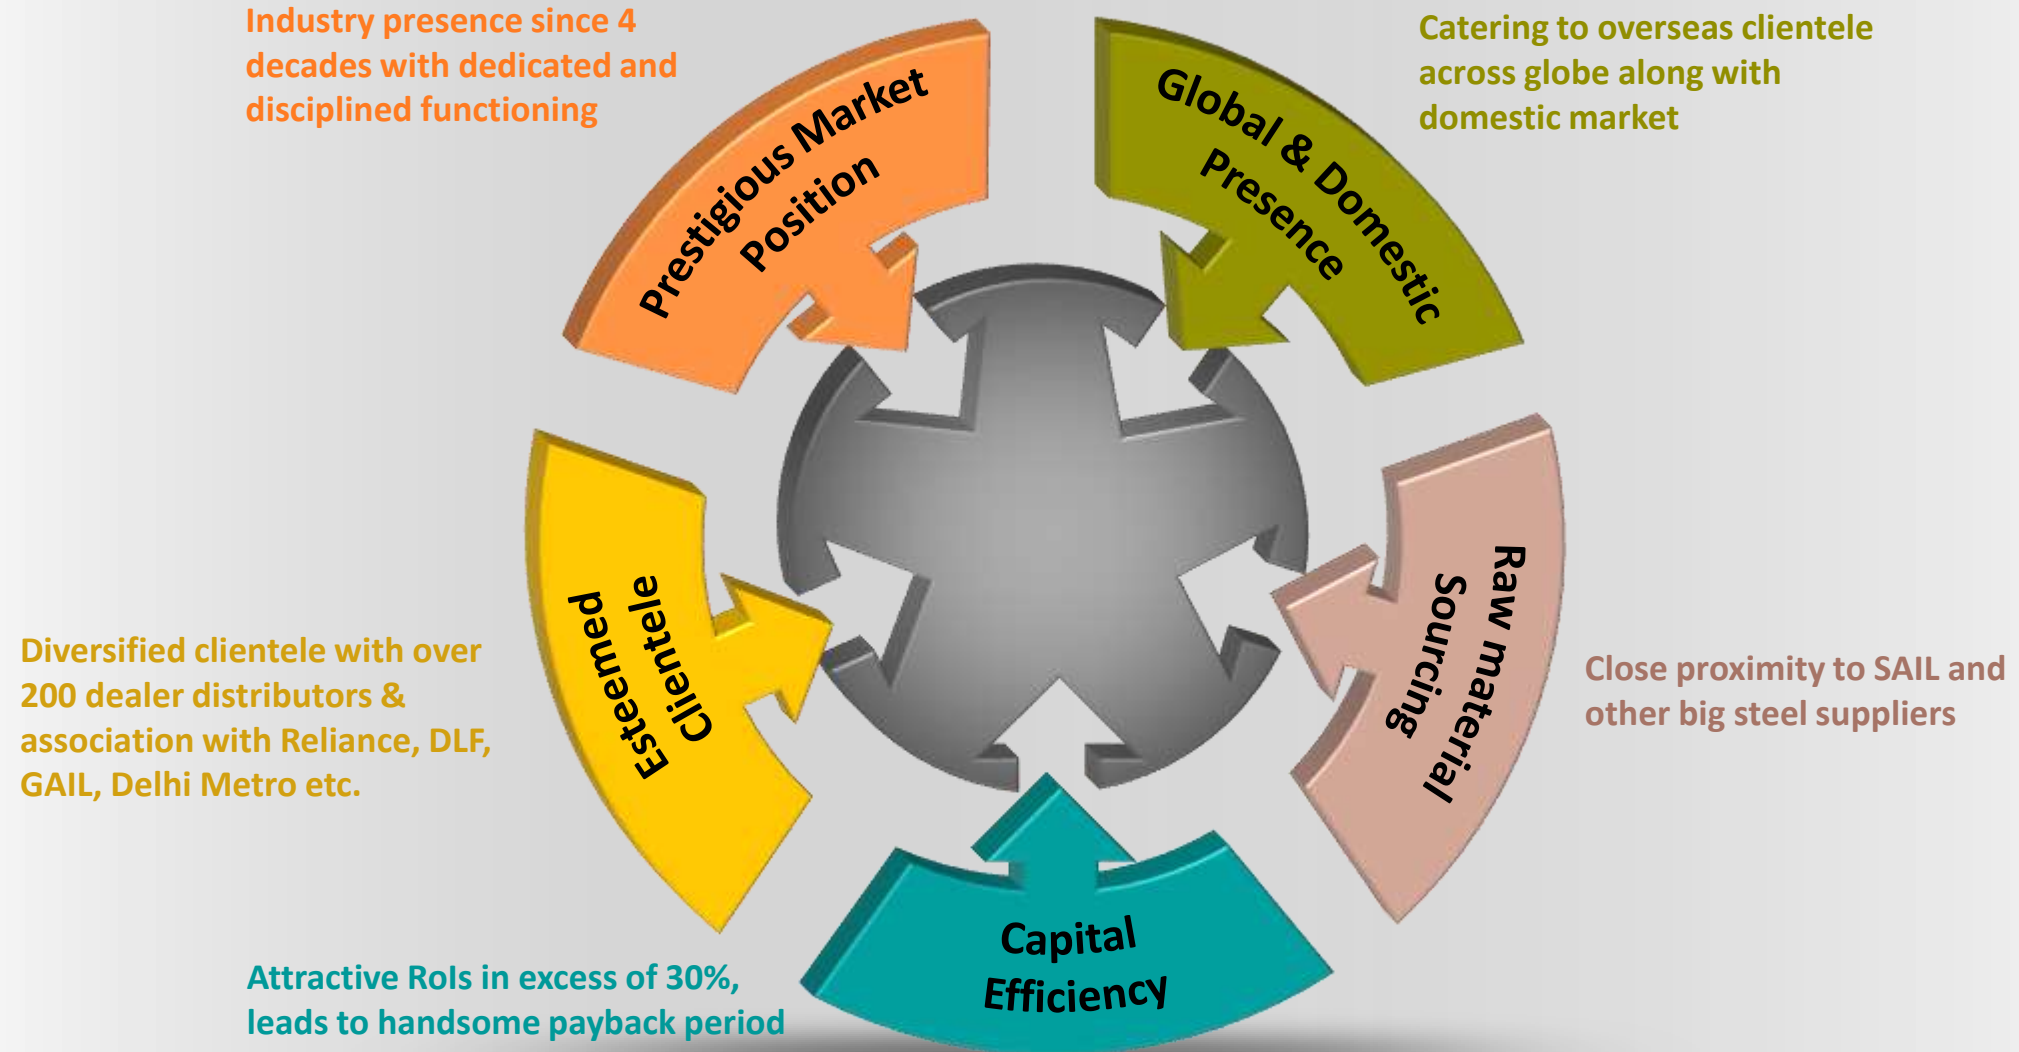 Industry presence since 4
decades with dedicated and
disciplined functioning
Prestigious Market
Position
Global & Domestic
Presence
Catering to overseas clientele
across globe along with
domestic market
Esteemed
Clientele
Diversified clientele with over
200 dealer distributors &
association with Reliance, DLF,
GAIL, Delhi Metro etc.
Raw material
Sourcing
Close proximity to SAIL and
other big steel suppliers
Capital
Efficiency
Attractive RoIs in excess of 30%,
leads to handsome payback period